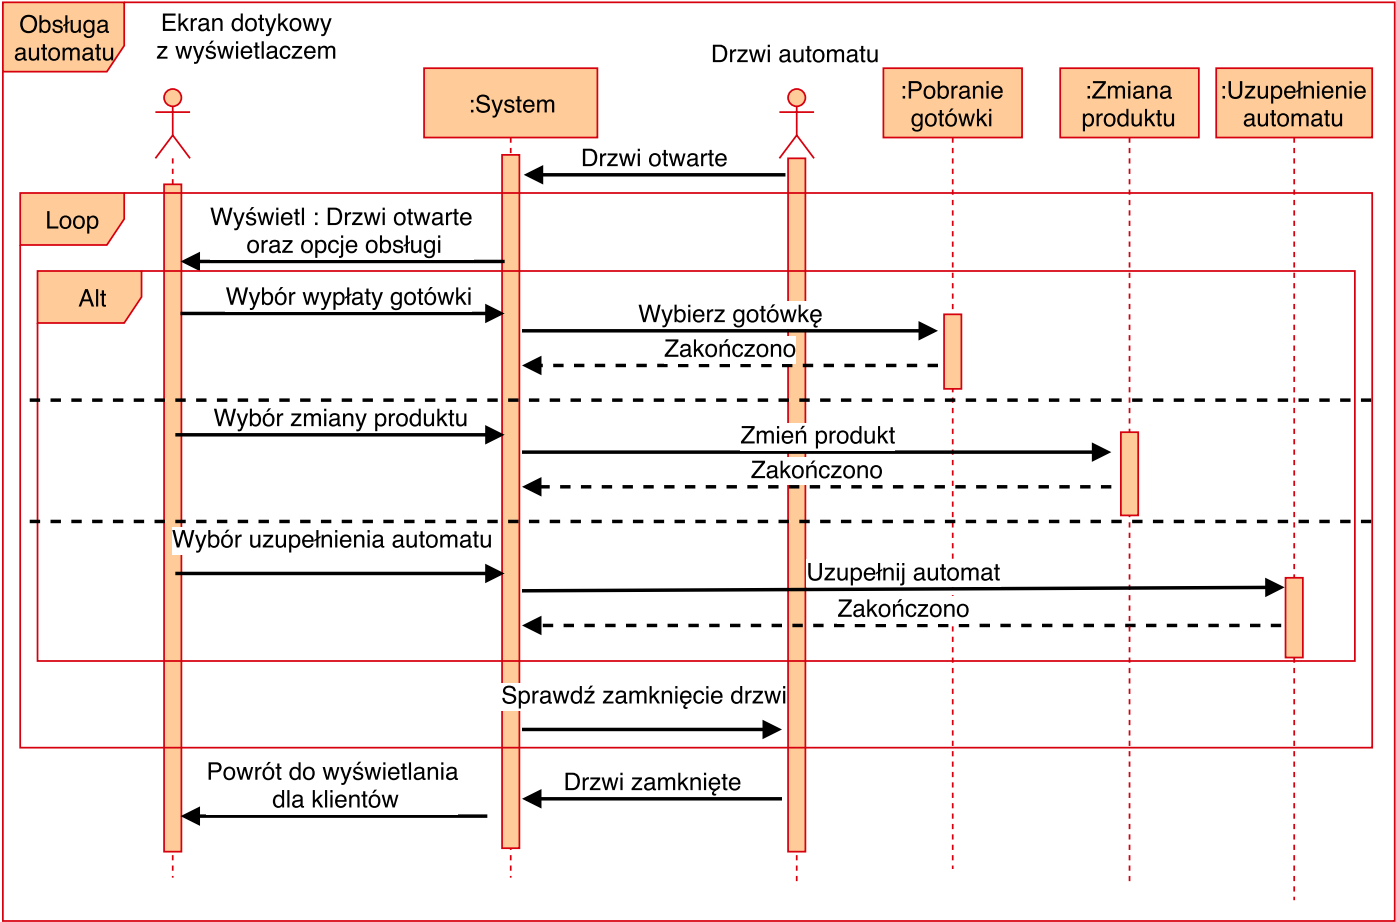 Obsługa
automatu
Ekran dotykowy
z wyświetlaczem
:System
Drzwi automatu
:Pobranie
gotówki
:Zmiana
produktu
:Uzupełnienie
automatu
Drzwi otwarte
Loop
Wyświetl : Drzwi otwarte
oraz opcje obsługi
Alt
Wybór wypłaty gotówki
Wybierz gotówkę
Zakończono
Wybór zmiany produktu
Zmień produkt
Zakończono
Wybór uzupełnienia automatu
Uzupełnij automat
Zakończono
Sprawdź zamknięcie drzwi
Powrót do wyświetlania
dla klientów
Drzwi zamknięte